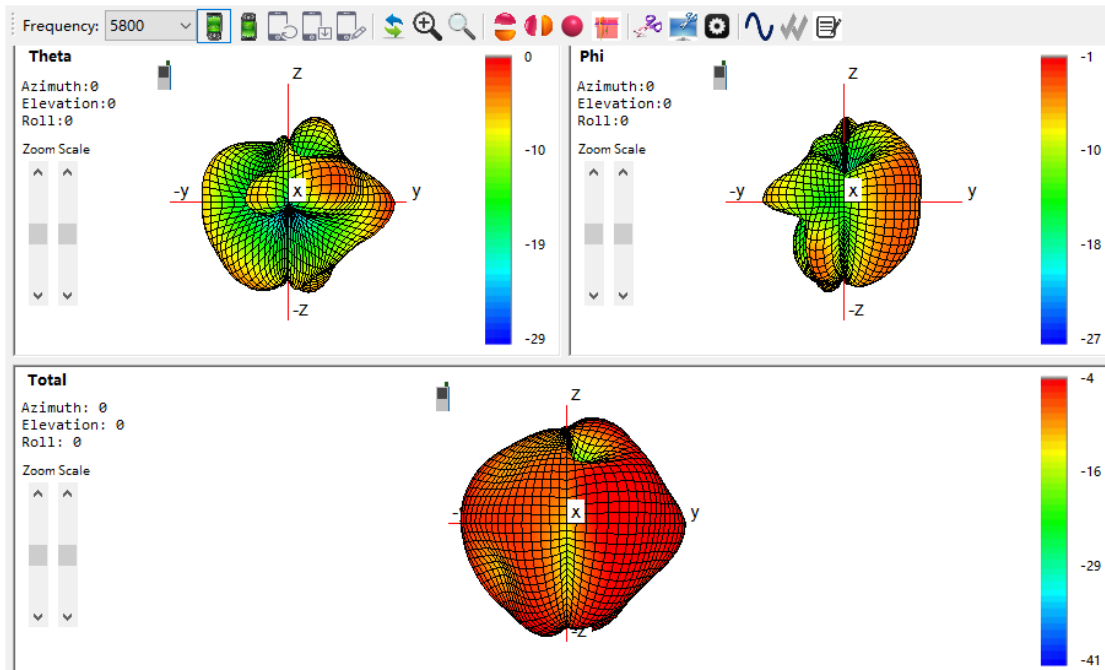 Frequency: 5800
Theta
Azimuth:0
Elevation:0
Roll:0
Zoom Scale
Z
-y
x
y
-Z
0
-10
-19
-29
Phi
Azimuth:0
Elevation:0
Roll:0
Zoom Scale
Z
-y
x
y
-Z
-1
-10
-18
-27
Total
Azimuth: 0
Elevation: 0
Roll: 0
Zoom Scale
Z
x
y
-Z
-4
-16
-29
-41